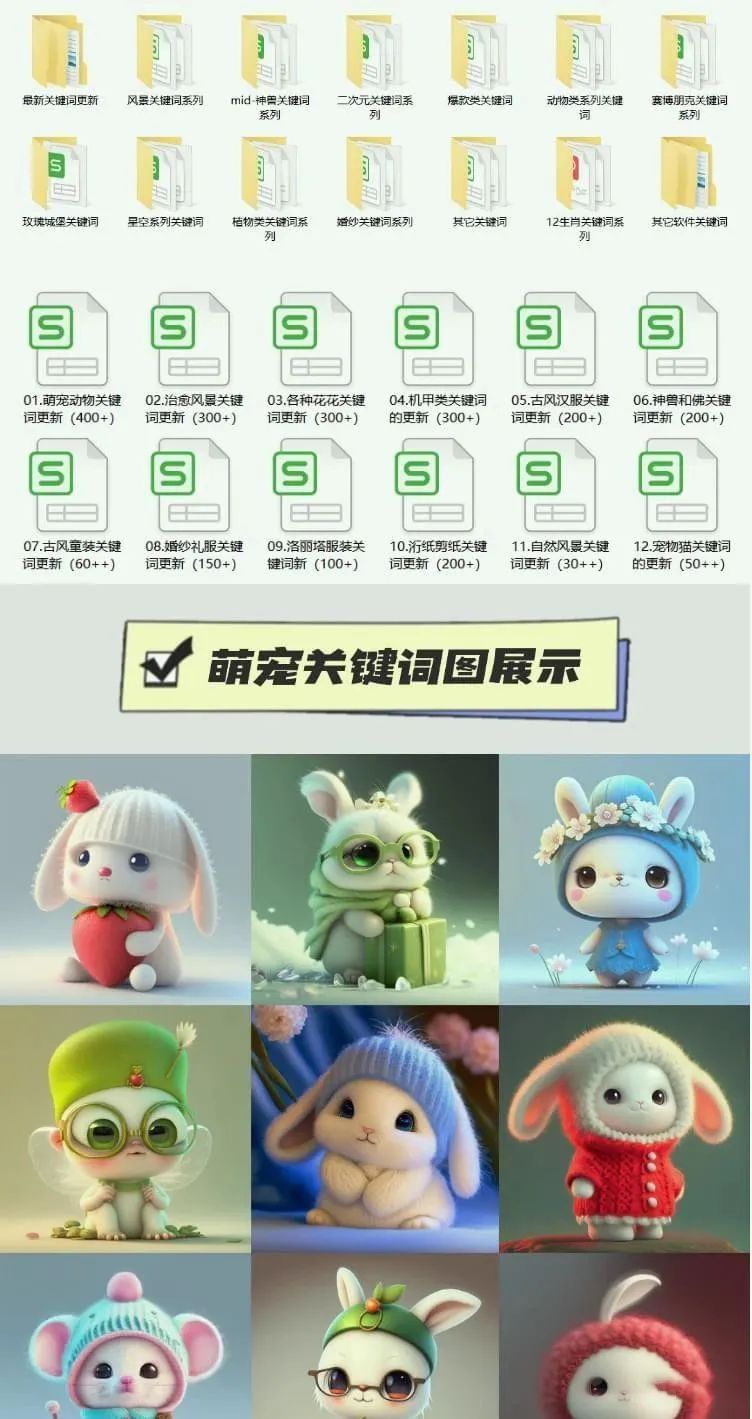 最新关键词更新
风景关键词系列
mid-神兽关键词
系列
二次元关键词系
列
爆款类关键词
动物类系列关键
词
赛博朋克关键词
系列
玫瑰城堡关键词
星空系列关键词
植物类关键词系
列
婚纱关键词系列
其它关键词
12生肖关键词系
列
其它软件关键词
01.萌宠动物关键
词更新（400+）
02.治愈风景关键
词更新（300+）
03.各种花花关键
词更新（300+）
04.机甲类关键词
的更新（300+）
05.古风汉服关键
词更新（200+）
06.神兽和佛关键
词更新（200+）
07.古风童装关键
词更新（60++）
08.婚纱礼服关键
词更新（150+）
09.洛丽塔服装关
键词新（100+）
10.洐纸剪纸关键
词更新（200+）
11.自然风景关键
词更新（30++）
12.宠物猫关键词
的更新（50++）
萌宠关键词图展示